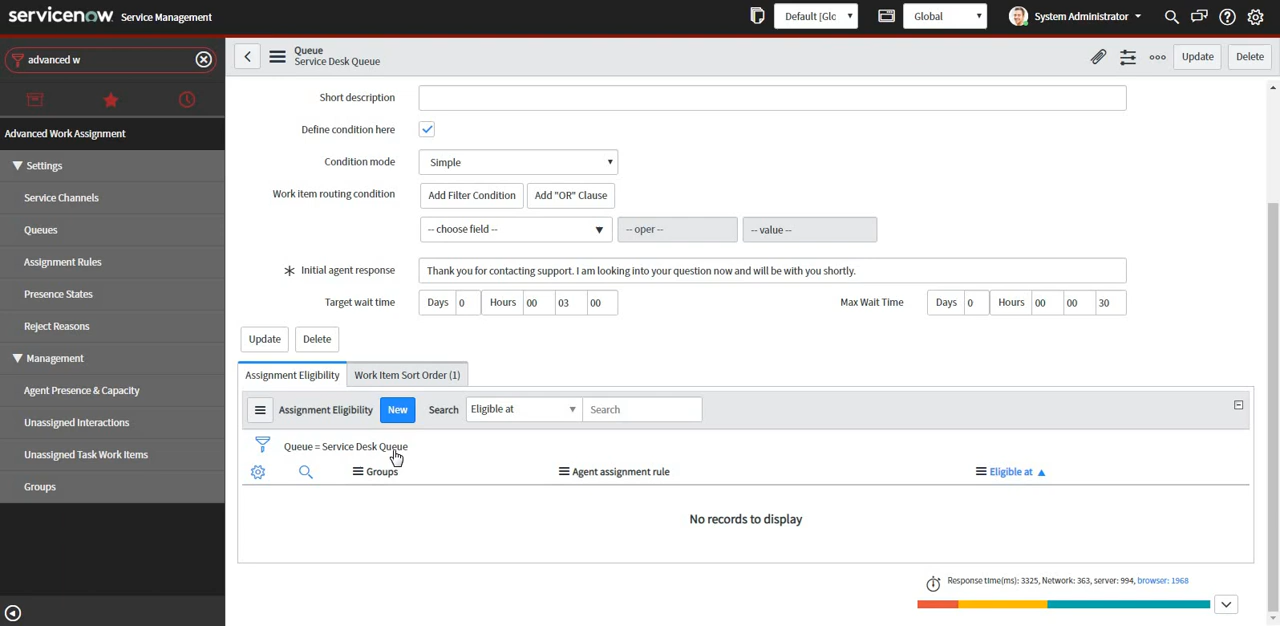 servicenow Service Management
Default [Glc
Global
System Administrator
advanced w
Queue
Service Desk Queue
Update
Delete
Advanced Work Assignment
Settings
Service Channels
Queues
Assignment Rules
Presence States
Reject Reasons
Management
Agent Presence & Capacity
Unassigned Interactions
Unassigned Task Work Items
Groups
Short description
Define condition here
Condition mode Simple
Work item routing condition Add Filter Condition Add "OR" Clause
-- choose field -- -- oper -- -- value --
Initial agent response Thank you for contacting support. I am looking into your question now and will be with you shortly.
Target wait time Days 0 Hours 00 03 00 Max Wait Time Days 0 Hours 00 00 30
Update Delete
Assignment Eligibility Work Item Sort Order (1)
Assignment Eligibility New Search Eligible at Search
Queue = Service Desk Queue
Groups Agent assignment rule Eligible at
No records to display
Response time(ms): 3325, Network: 363, server: 994, browser: 1968